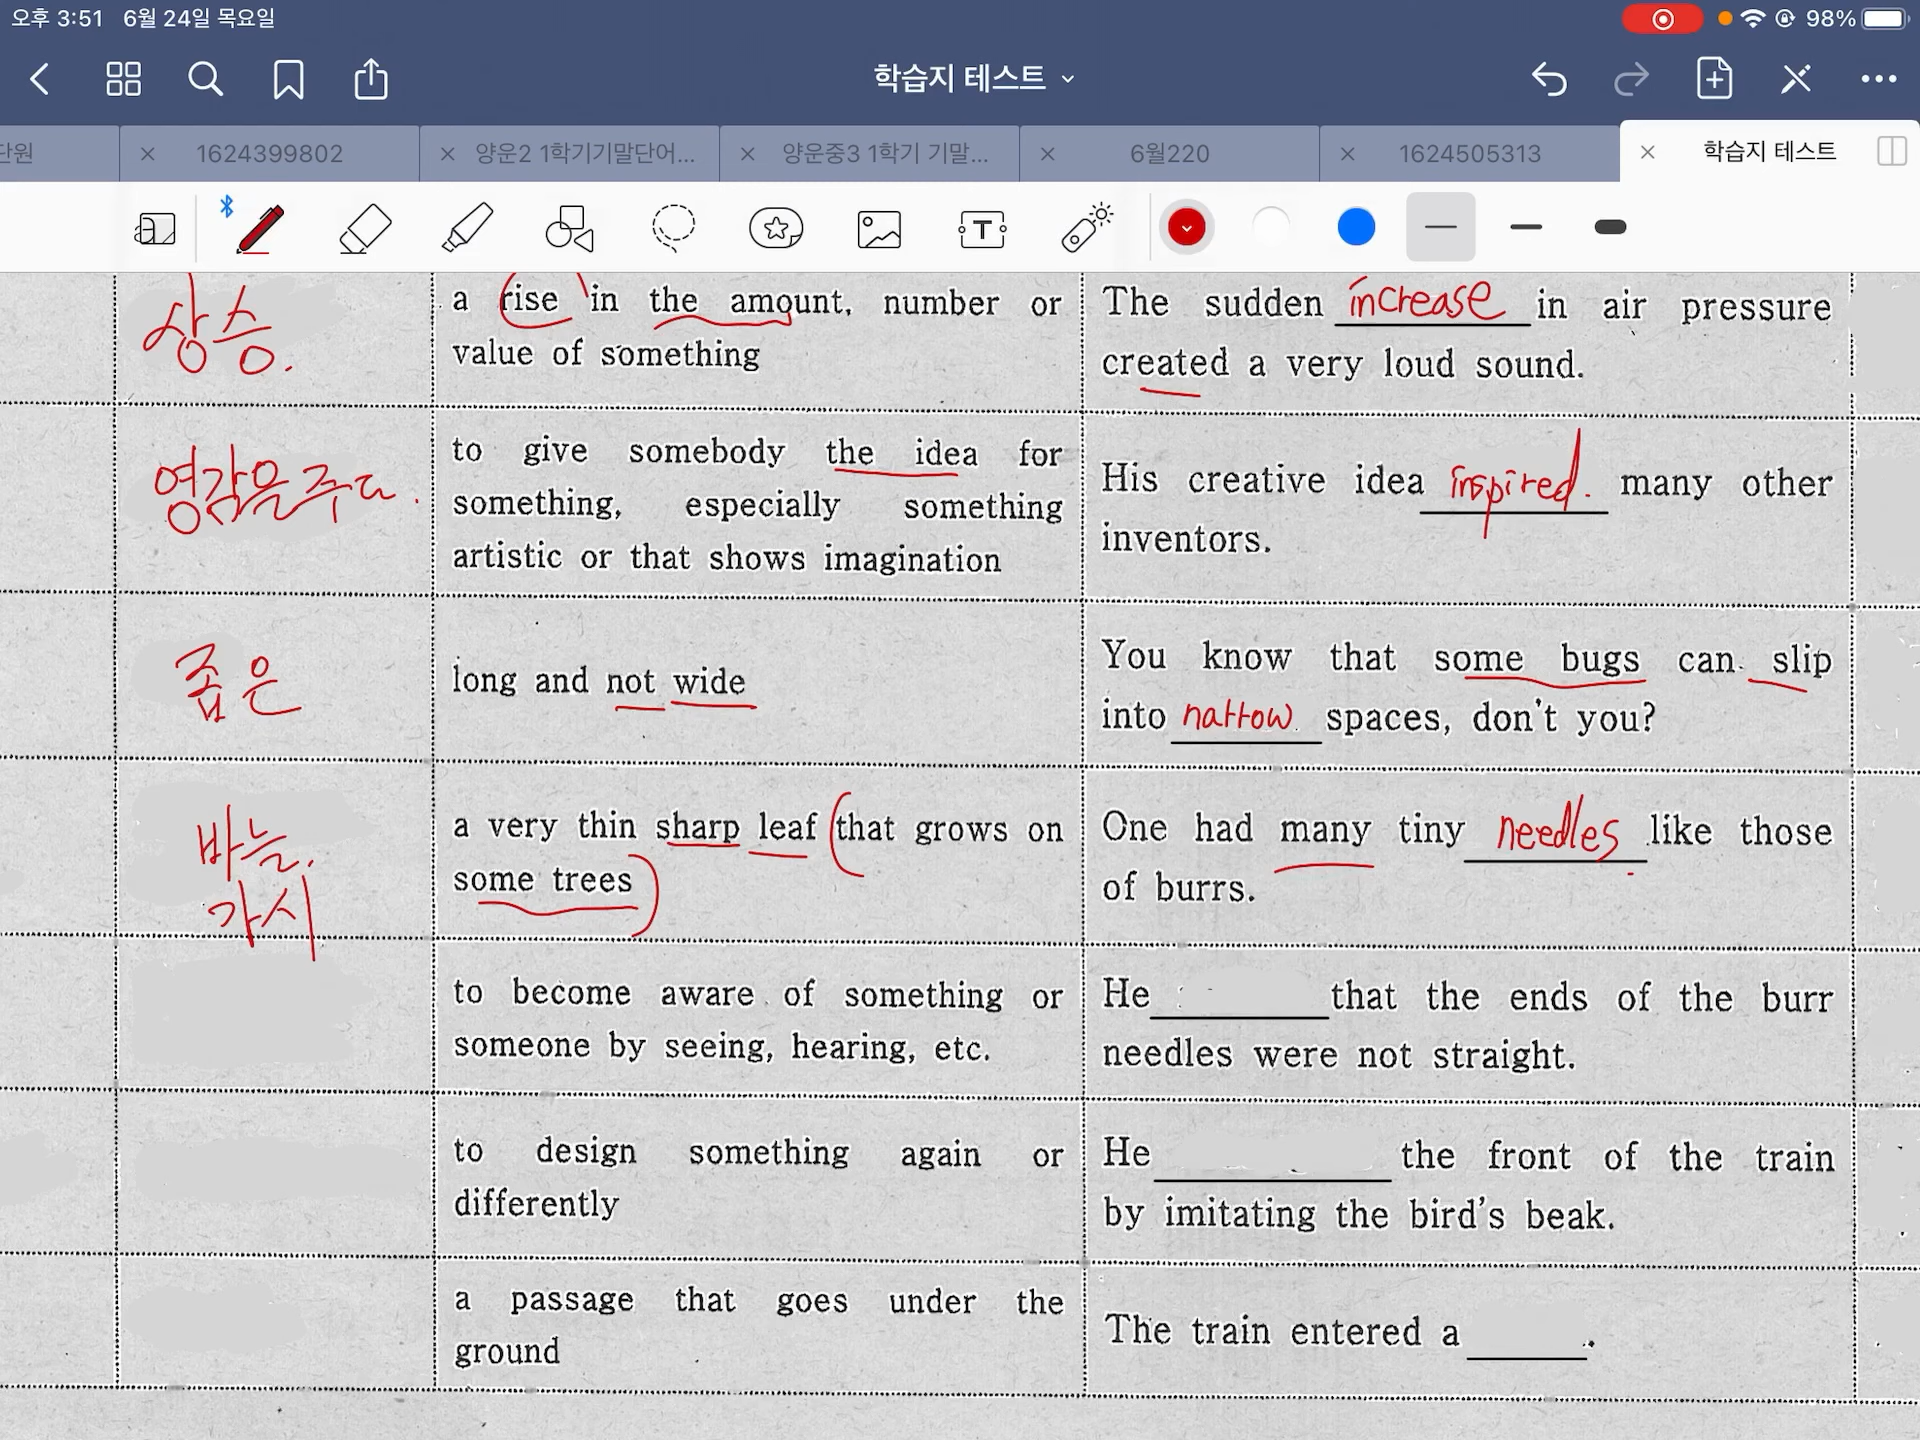 오후 3:51 6월 24일 목요일
98%
학습지 테스트
단원
1624399802
양운2 1학기기말단어...
양운중3 1학기 기말...
6월220
1624505313
학습지 테스트
상승.
a rise in the amount, number or
value of something
The sudden increase in air pressure
created a very loud sound.
영감을주다.
to give somebody the idea for
something, especially something
artistic or that shows imagination
His creative idea inspired. many other
inventors.
좁은
long and not wide
You know that some bugs can slip
into narrow spaces, don't you?
바늘.
가시
a very thin sharp leaf (that grows on
some trees)
One had many tiny needles like those
of burrs.
to become aware of something or
someone by seeing, hearing, etc.
He that the ends of the burr
needles were not straight.
to design something again or
differently
He the front of the train
by imitating the bird's beak.
a passage that goes under the
ground
The train entered a .